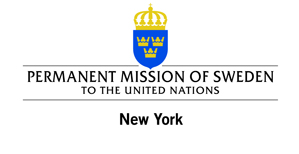 PERMANENT MISSION OF SWEDEN
TO THE UNITED NATIONS
New York